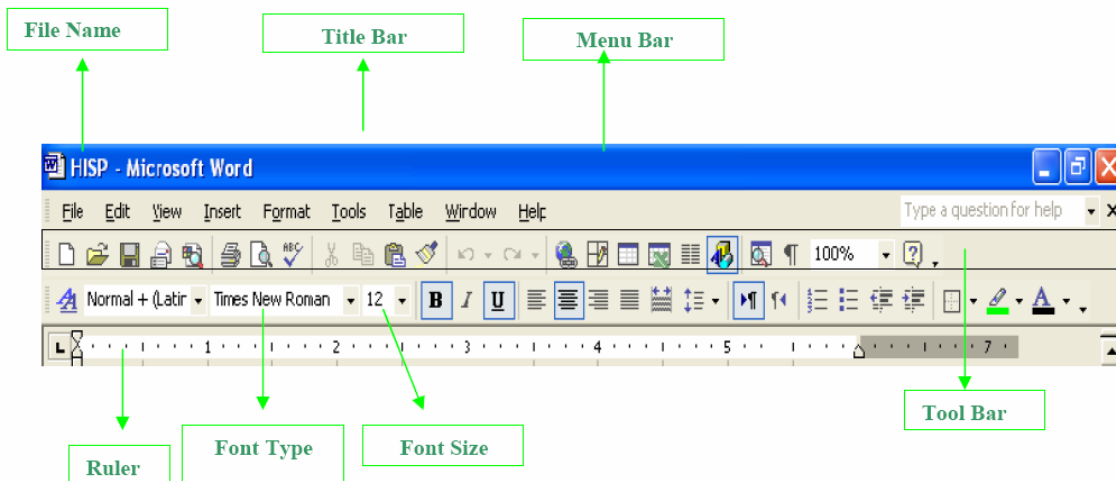 File Name
Title Bar
Menu Bar
HISP - Microsoft Word
File Edit View Insert Format Tools Table Window Help
Type a question for help
ABC
100%
Normal + (Latir
Times New Roman
12
B I U
A
L
1 2 3 4 5 7
Tool Bar
Font Type
Font Size
Ruler